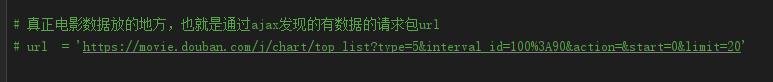 # 真正电影数据放的地方，也就是通过ajax发现的有数据的请求包url
# url  = 'https://movie.douban.com/j/chart/top_list?type=5&interval_id=100%3A90&action=&start=0&limit=20'